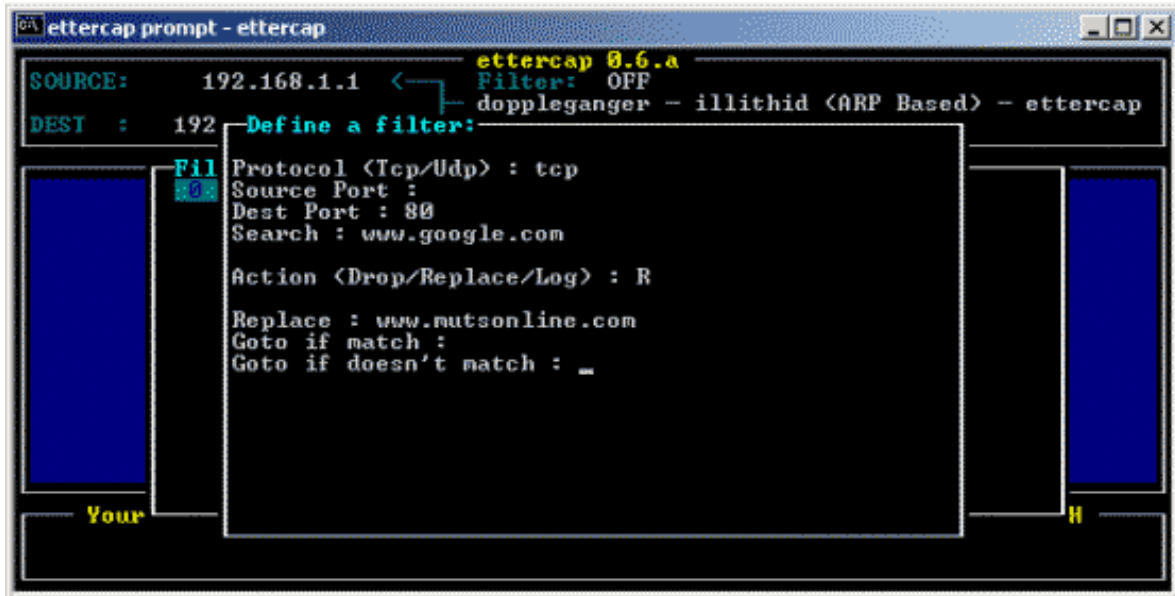 ettercap prompt - ettercap
ettercap 0.6.a
SOURCE: 192.168.1.1 <
Filter: OFF
doppleganger - illithid (ARP Based) - ettercap
DEST : 192
Define a filter:
Fil
0
Protocol (Tcp/Udp) : tcp
Source Port :
Dest Port : 80
Search : www.google.com
Action (Drop/Replace/Log) : R
Replace : www.mutsonline.com
Goto if match :
Goto if doesn't match : _
Your
H